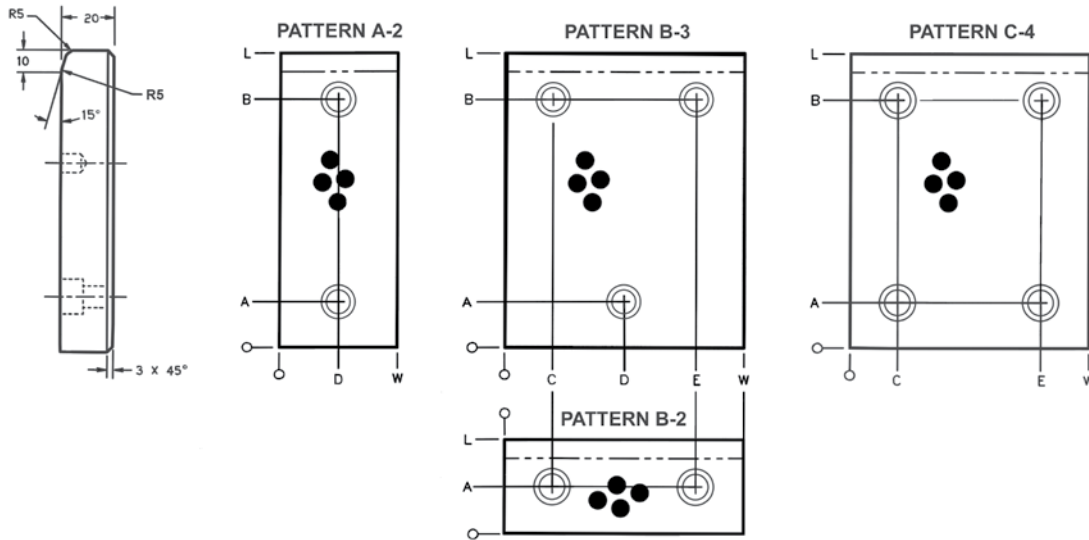 R5
20
10
R5
15°
3 X 45°
PATTERN A-2
L
B
A
D
W
PATTERN B-3
L
B
A
C
D
E
W
PATTERN B-2
L
A
PATTERN C-4
L
B
A
C
E
W